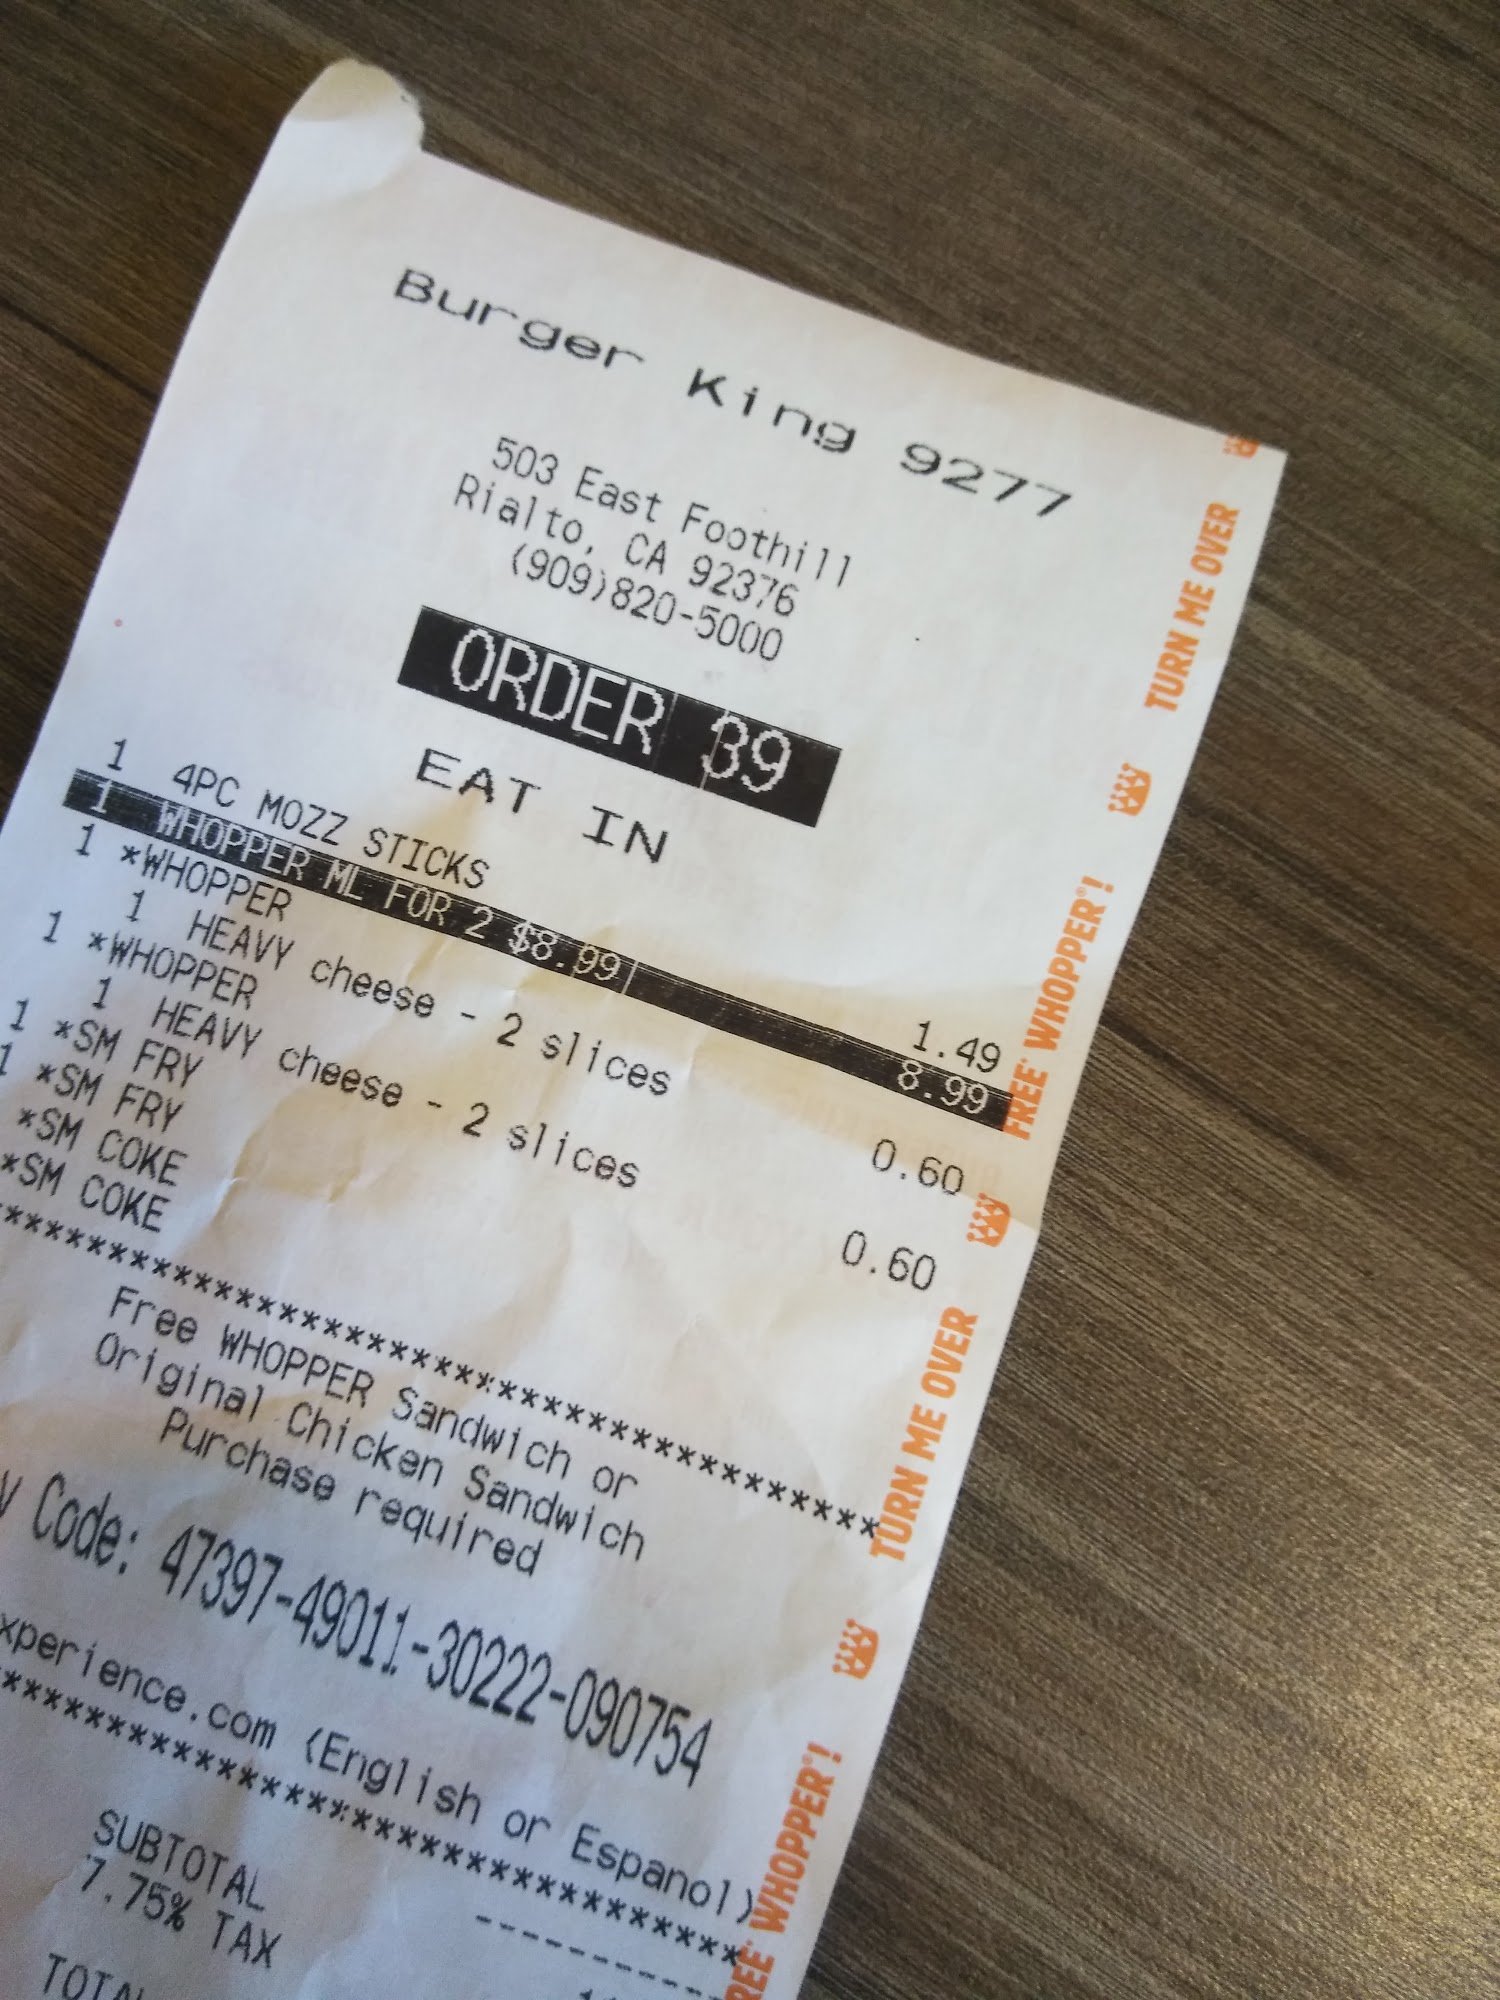 Burger King 9277
503 East Foothill
Rialto, CA 92376
(909)820-5000
ORDER 39
EAT IN
1 4PC MOZZ STICKS 1.49
1 WHOPPER ML FOR 2 $8.99 8.99
1 *WHOPPER
1 HEAVY cheese - 2 slices 0.60
1 *WHOPPER
1 HEAVY cheese - 2 slices 0.60
1 *SM FRY
1 *SM FRY
*SM COKE
*SM COKE
****************************************
Free WHOPPER Sandwich or
Original Chicken Sandwich
Purchase required
Code: 47397-49011-30222-090754
xperience.com (English or Espanol)
****************************************
SUBTOTAL
7.75% TAX
TOTA
TURN ME OVER
FREE WHOPPER®!
TURN ME OVER
FREE WHOPPER®!